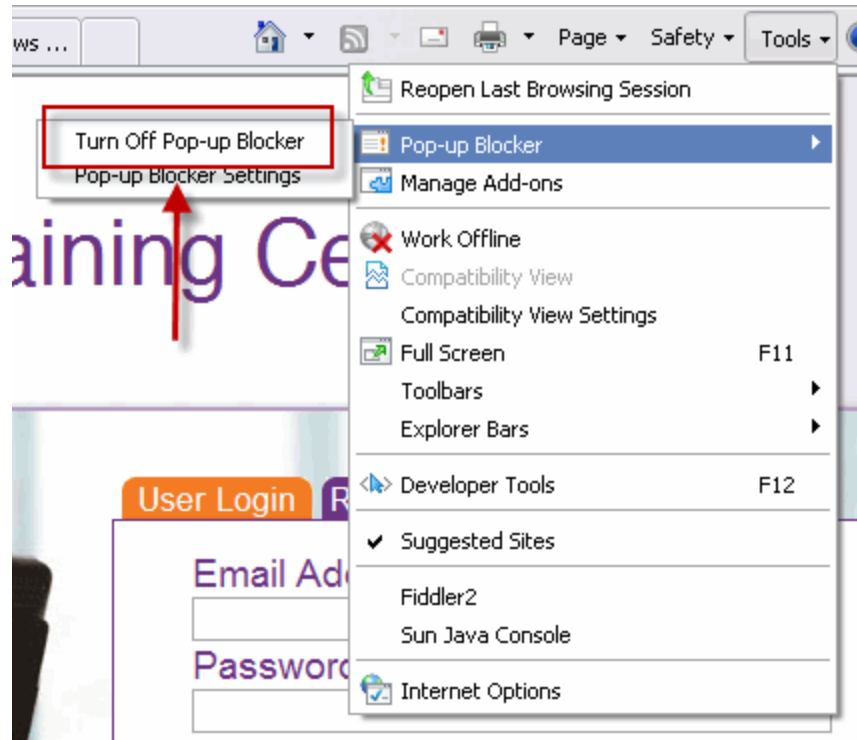 ws ...
Page
Safety
Tools
Reopen Last Browsing Session
Turn Off Pop-up Blocker
Pop-up Blocker Settings
Pop-up Blocker
Manage Add-ons
Work Offline
Compatibility View
Compatibility View Settings
Full Screen F11
Toolbars
Explorer Bars
Developer Tools F12
Suggested Sites
Fiddler2
Sun Java Console
Internet Options
aining Ce
User Login
R
Email Ad
Password